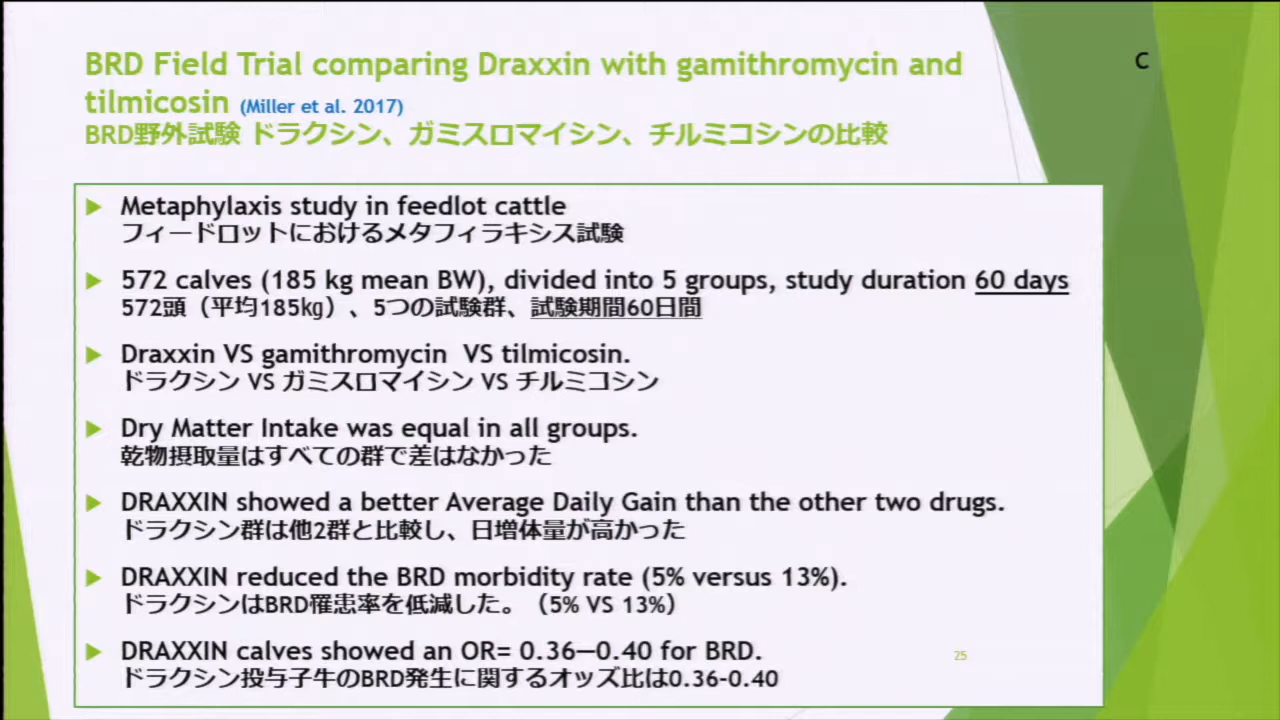 BRD Field Trial comparing Draxxin with gamithromycin and
tilmicosin (Miller et al. 2017)
BRD野外試験 ドラクシン、ガミスロマイシン、チルミコシンの比較
C
Metaphylaxis study in feedlot cattle
フィードロットにおけるメタフィラキシス試験
572 calves (185 kg mean BW), divided into 5 groups, study duration 60 days
572頭（平均185㎏）、5つの試験群、試験期間60日間
Draxxin VS gamithromycin VS tilmicosin.
ドラクシン VS ガミスロマイシン VS チルミコシン
Dry Matter Intake was equal in all groups.
乾物摂取量はすべての群で差はなかった
DRAXXIN showed a better Average Daily Gain than the other two drugs.
ドラクシン群は他2群と比較し、日増体量が高かった
DRAXXIN reduced the BRD morbidity rate (5% versus 13%).
ドラクシンはBRD罹患率を低減した。（5% VS 13%）
DRAXXIN calves showed an OR= 0.36—0.40 for BRD.
ドラクシン投与子牛のBRD発生に関するオッズ比は0.36-0.40
25